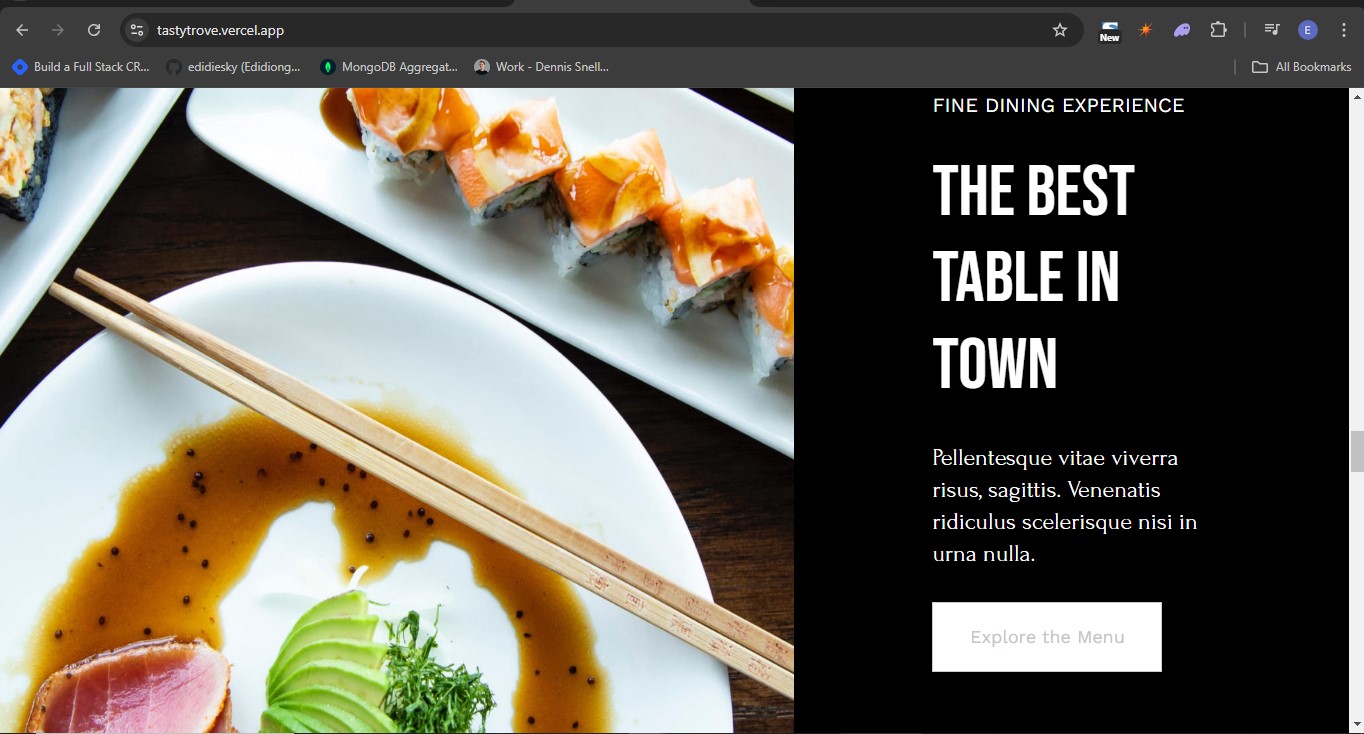 tastytrove.vercel.app
New
E
Build a Full Stack CR...
edidiesky (Edidiong...
MongoDB Aggregat...
Work - Dennis Snell...
All Bookmarks
FINE DINING EXPERIENCE
THE BEST
TABLE IN
TOWN
Pellentesque vitae viverra
risus, sagittis. Venenatis
ridiculus scelerisque nisi in
urna nulla.
Explore the Menu